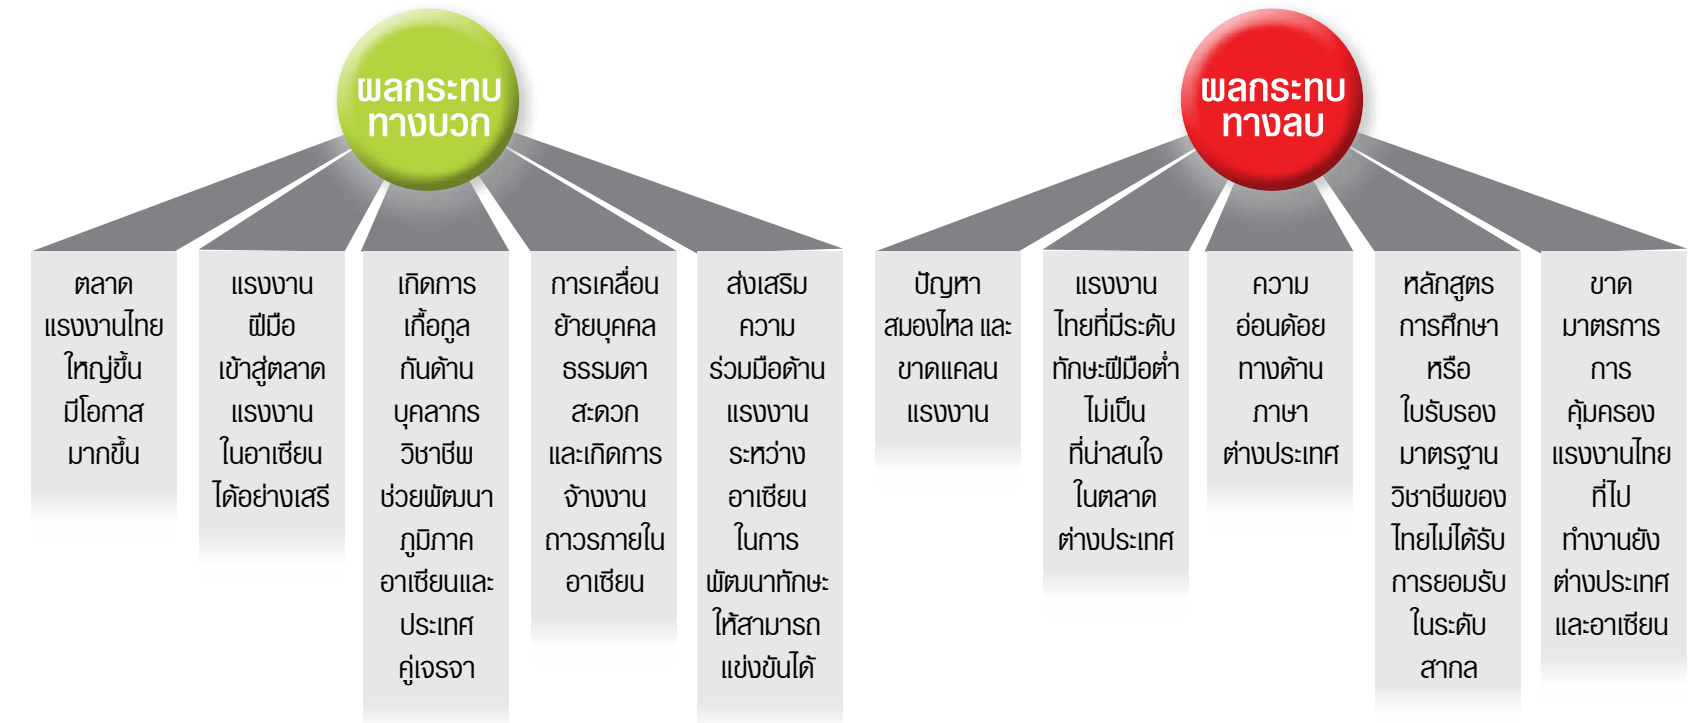 ผลกระทบ
ทางบวก
ตลาด
แรงงานไทย
ใหญ่ขึ้น
มีโอกาส
มากขึ้น
แรงงาน
ฝีมือ
เข้าสู่ตลาด
แรงงาน
ในอาเซียน
ได้อย่างเสรี
เกิดการ
เกื้อกูล
กันด้าน
บุคลากร
วิชาชีพ
ช่วยพัฒนา
ภูมิภาค
อาเซียนและ
ประเทศ
คู่เจรจา
การเคลื่อน
ย้ายบุคคล
ธรรมดา
สะดวก
และเกิดการ
จ้างงาน
ถาวรภายใน
อาเซียน
ส่งเสริม
ความ
ร่วมมือด้าน
แรงงาน
ระหว่าง
อาเซียน
ในการ
พัฒนาทักษะ
ให้สามารถ
แข่งขันได้
ผลกระทบ
ทางลบ
ปัญหา
สมองไหล และ
ขาดแคลน
แรงงาน
แรงงาน
ไทยที่มีระดับ
ทักษะฝีมือต่ำ
ไม่เป็น
ที่น่าสนใจ
ในตลาด
ต่างประเทศ
ความ
อ่อนด้อย
ทางด้าน
ภาษา
ต่างประเทศ
หลักสูตร
การศึกษา
หรือ
ใบรับรอง
มาตรฐาน
วิชาชีพของ
ไทยไม่ได้รับ
การยอมรับ
ในระดับ
สากล
ขาด
มาตรการ
การ
คุ้มครอง
แรงงานไทย
ที่ไป
ทำงานยัง
ต่างประเทศ
และอาเซียน